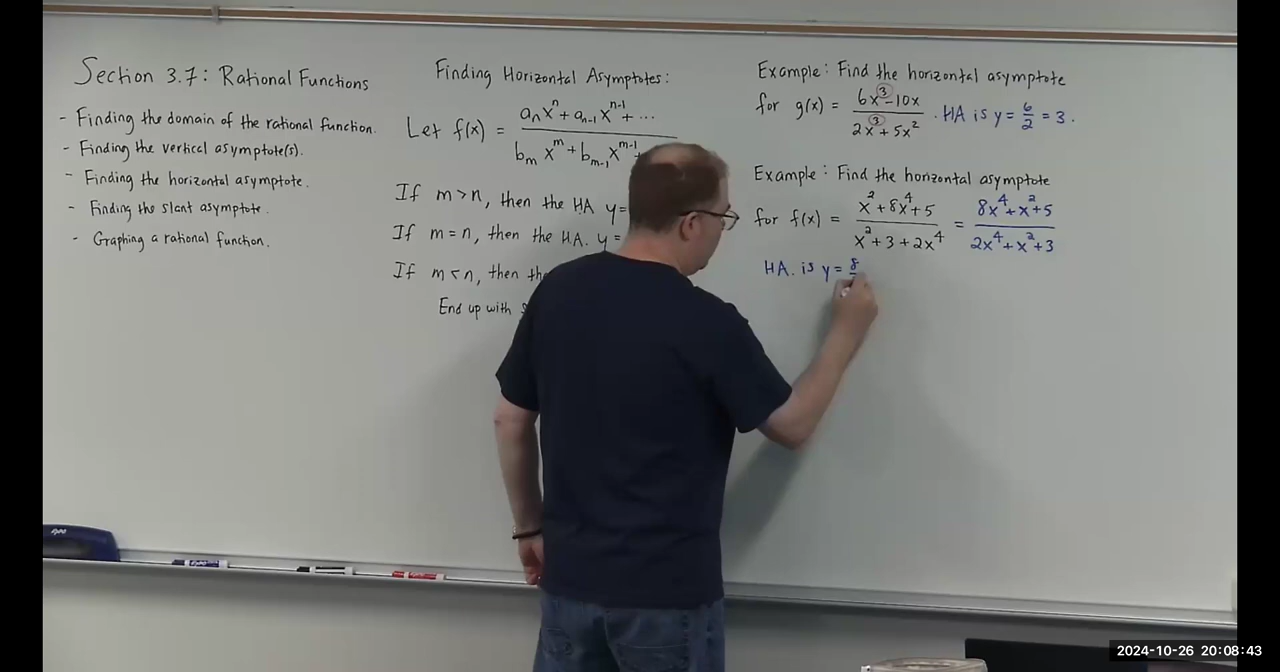 Section 3.7: Rational Functions
- Finding the domain of the rational function.
- Finding the vertical asymptote(s).
- Finding the horizontal asymptote.
- Finding the slant asymptote.
- Graphing a rational function.
Finding Horizontal Asymptotes:
Let f(x) = (aₙxⁿ + aₙ₋₁xⁿ⁻¹ + ...) / (bₘxᵐ + bₘ₋₁xᵐ⁻¹ +
If m > n, then the HA y =
If m = n, then the H.A. y =
If m < n, then the
End up with
Example: Find the horizontal asymptote
for g(x) = (6x³ - 10x) / (2x³ + 5x²) . HA is y = 6/2 = 3.
Example: Find the horizontal asymptote
for f(x) = (x² + 8x⁴ + 5) / (x² + 3 + 2x⁴) = (8x⁴ + x² + 5) / (2x⁴ + x² + 3)
HA. is y = 8
expo
2024-10-26 20:08:43